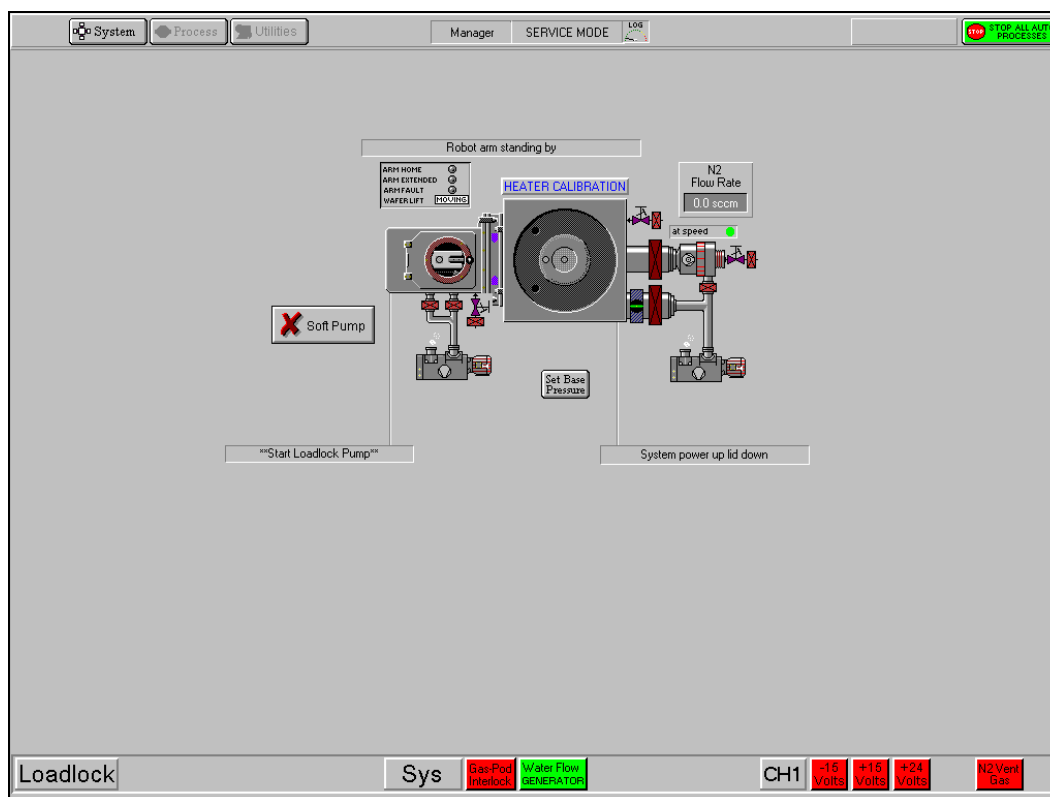 System
Process
Utilities
Manager
SERVICE MODE
LOG
STOP
STOP ALL AUTO
PROCESSES
Robot arm standing by
ARM HOME
ARM EXTENDED
ARM FAULT
WAFER LIFT MOVING
HEATER CALIBRATION
N2
Flow Rate
0.0 sccm
at speed
Soft Pump
Set Base
Pressure
**Start Loadlock Pump**
System power up lid down
Loadlock
Sys
Gas-Pod
Interlock
Water Flow
GENERATOR
CH1
-15
Volts
+15
Volts
+24
Volts
N2 Vent
Gas